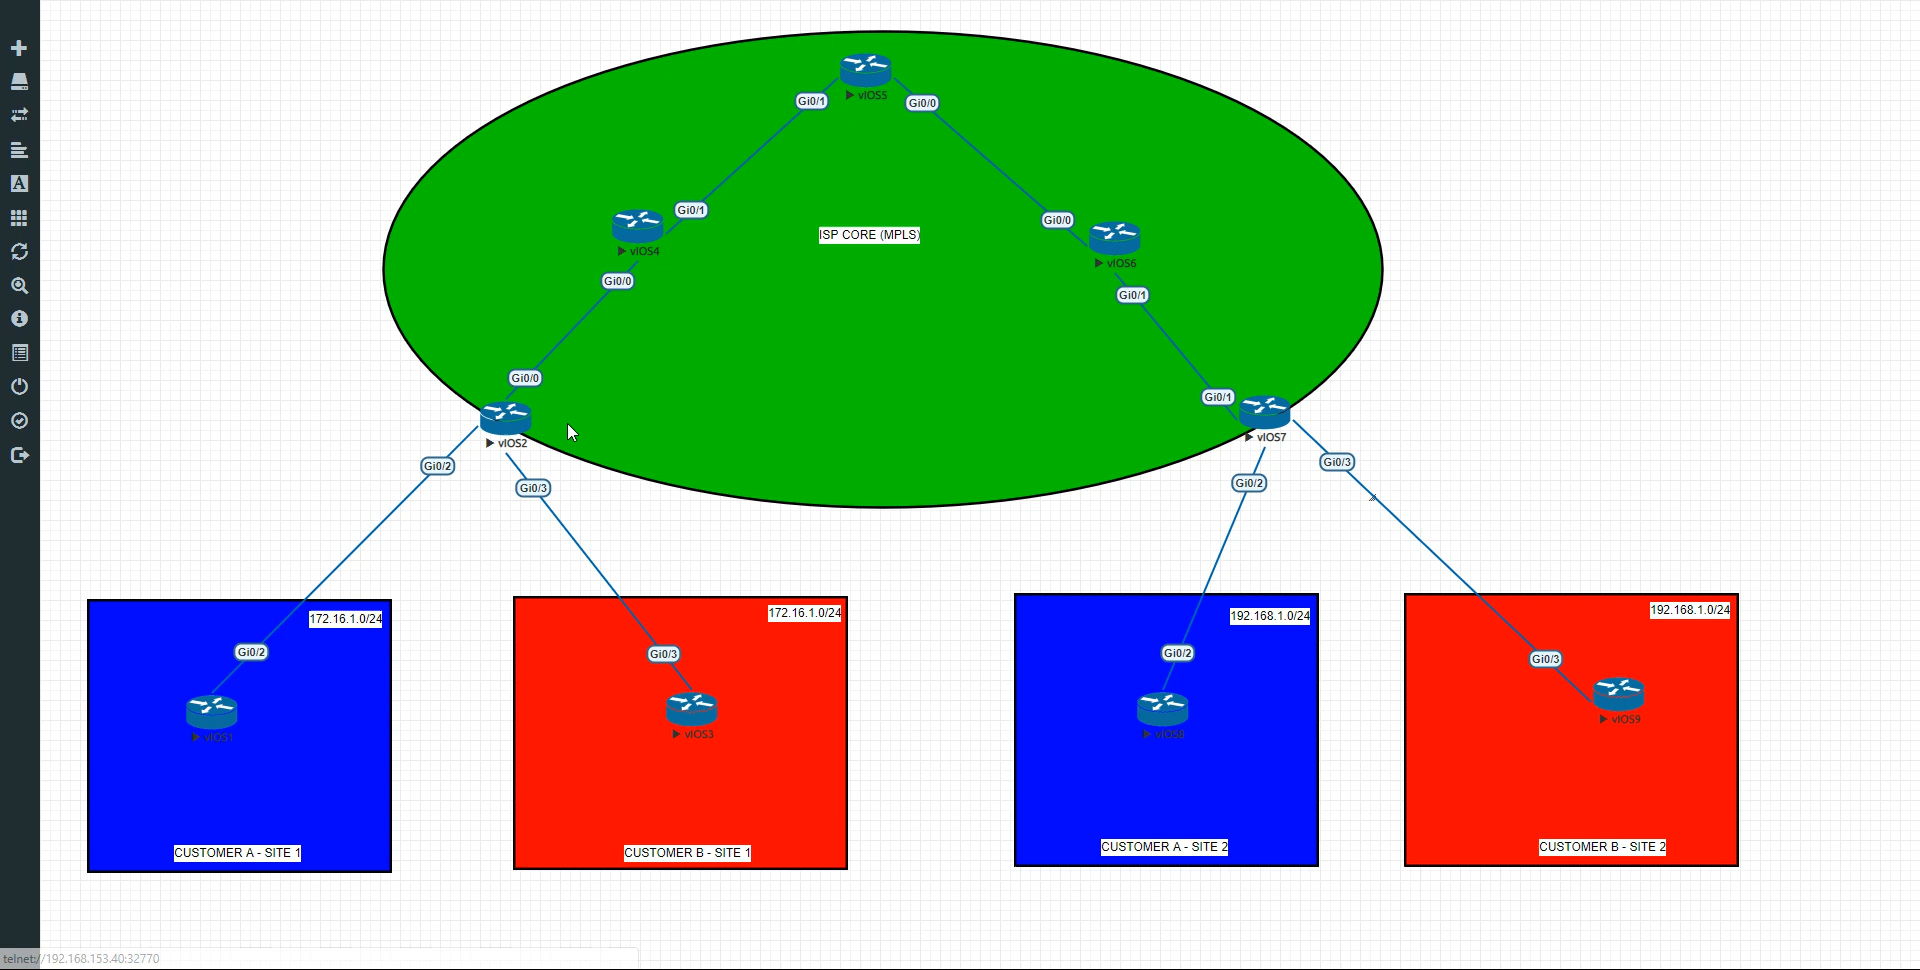 vIOS5
Gi0/1
Gi0/0
Gi0/1
Gi0/0
ISP CORE (MPLS)
vIOS4
vIOS6
Gi0/0
Gi0/1
Gi0/0
Gi0/1
vIOS2
vIOS7
Gi0/2
Gi0/3
Gi0/2
Gi0/3
172.16.1.0/24
172.16.1.0/24
192.168.1.0/24
192.168.1.0/24
Gi0/2
Gi0/3
Gi0/2
Gi0/3
vIOS1
vIOS3
vIOS8
vIOS9
CUSTOMER A - SITE 1
CUSTOMER B - SITE 1
CUSTOMER A - SITE 2
CUSTOMER B - SITE 2
telnet://192.168.153.40:32770